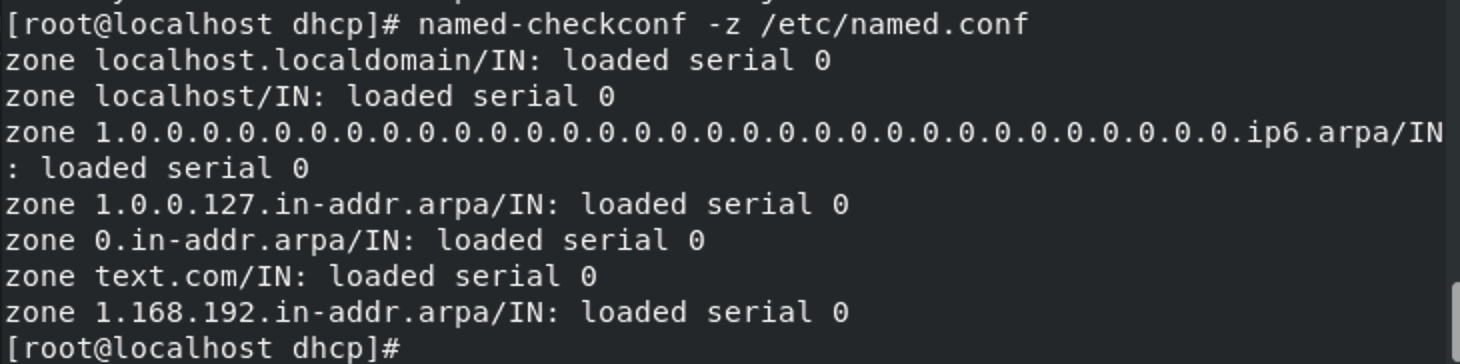 [root@localhost dhcp]# named-checkconf -z /etc/named.conf
zone localhost.localdomain/IN: loaded serial 0
zone localhost/IN: loaded serial 0
zone 1.0.0.0.0.0.0.0.0.0.0.0.0.0.0.0.0.0.0.0.0.0.0.0.0.0.0.0.0.0.0.0.ip6.arpa/IN
: loaded serial 0
zone 1.0.0.127.in-addr.arpa/IN: loaded serial 0
zone 0.in-addr.arpa/IN: loaded serial 0
zone text.com/IN: loaded serial 0
zone 1.168.192.in-addr.arpa/IN: loaded serial 0
[root@localhost dhcp]#